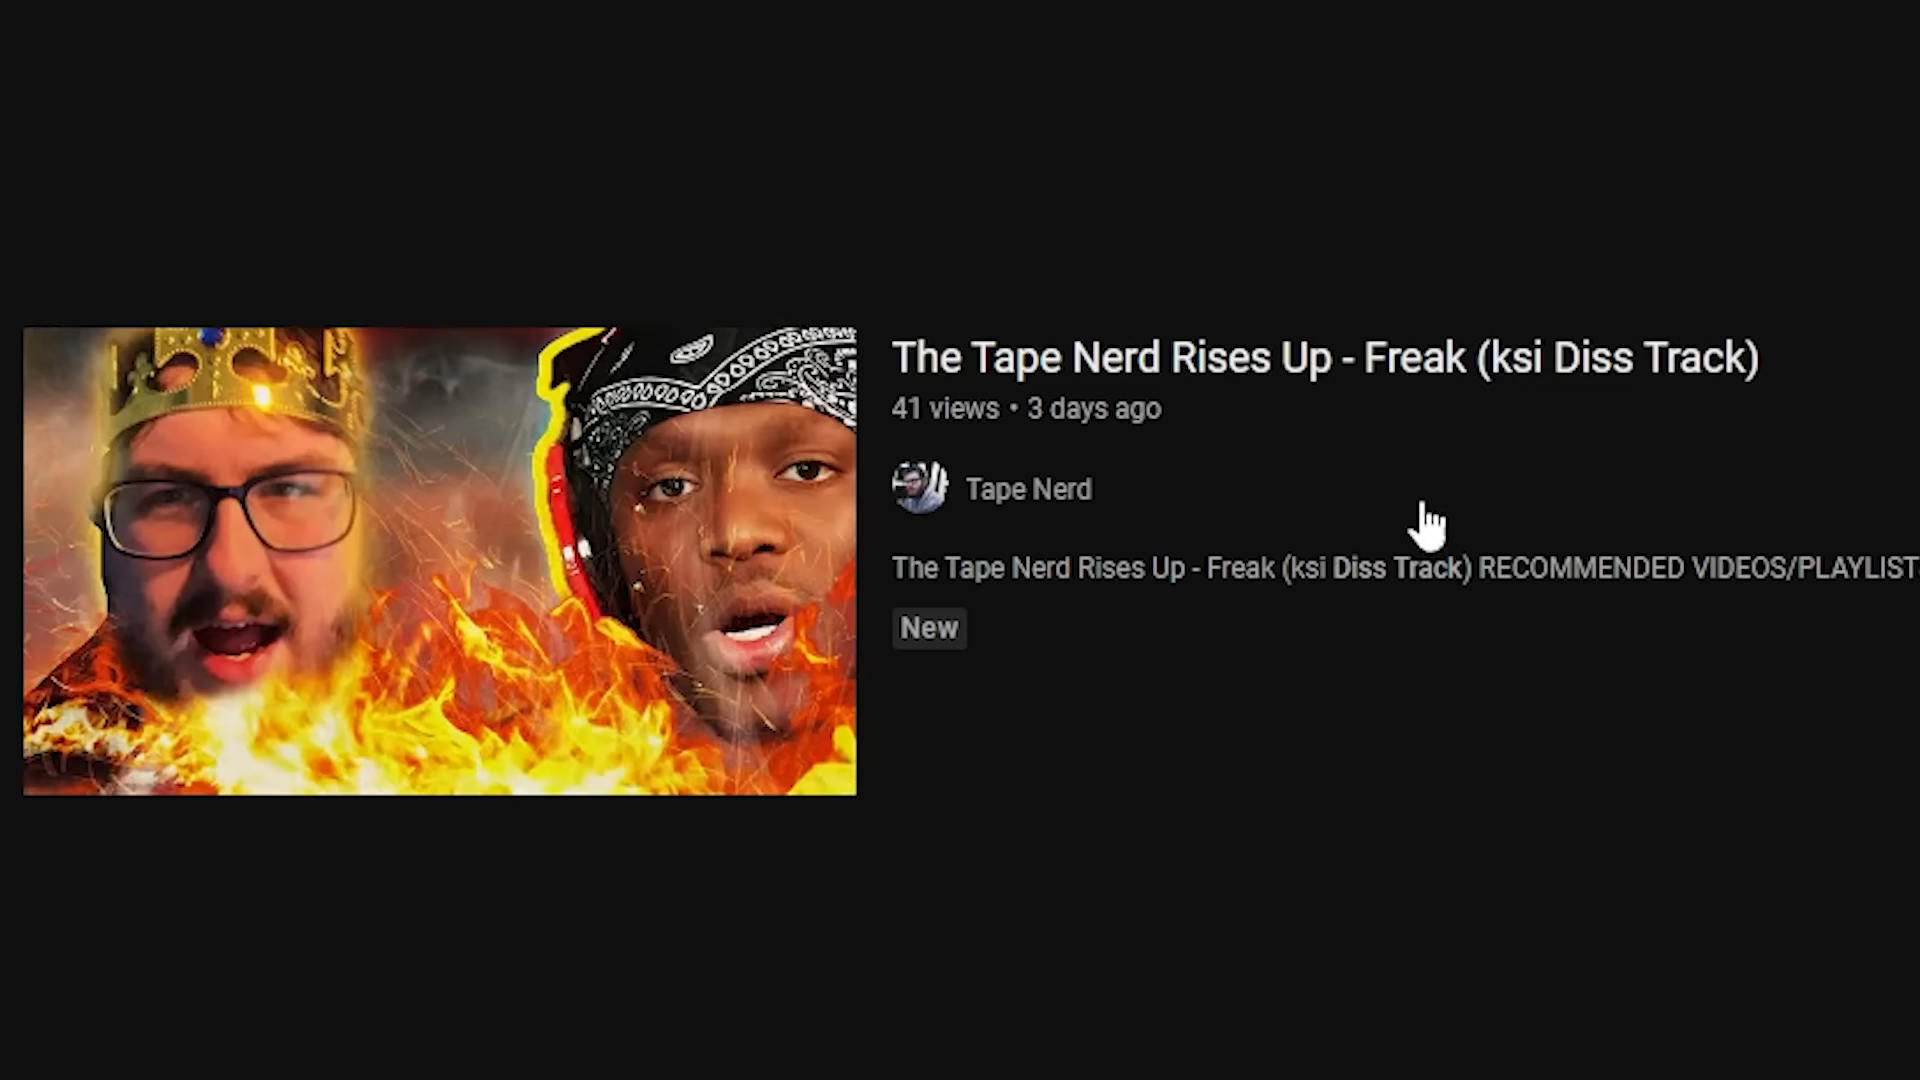 The Tape Nerd Rises Up - Freak (ksi Diss Track)
41 views • 3 days ago
Tape Nerd
The Tape Nerd Rises Up - Freak (ksi Diss Track) RECOMMENDED VIDEOS/PLAYLIST
New